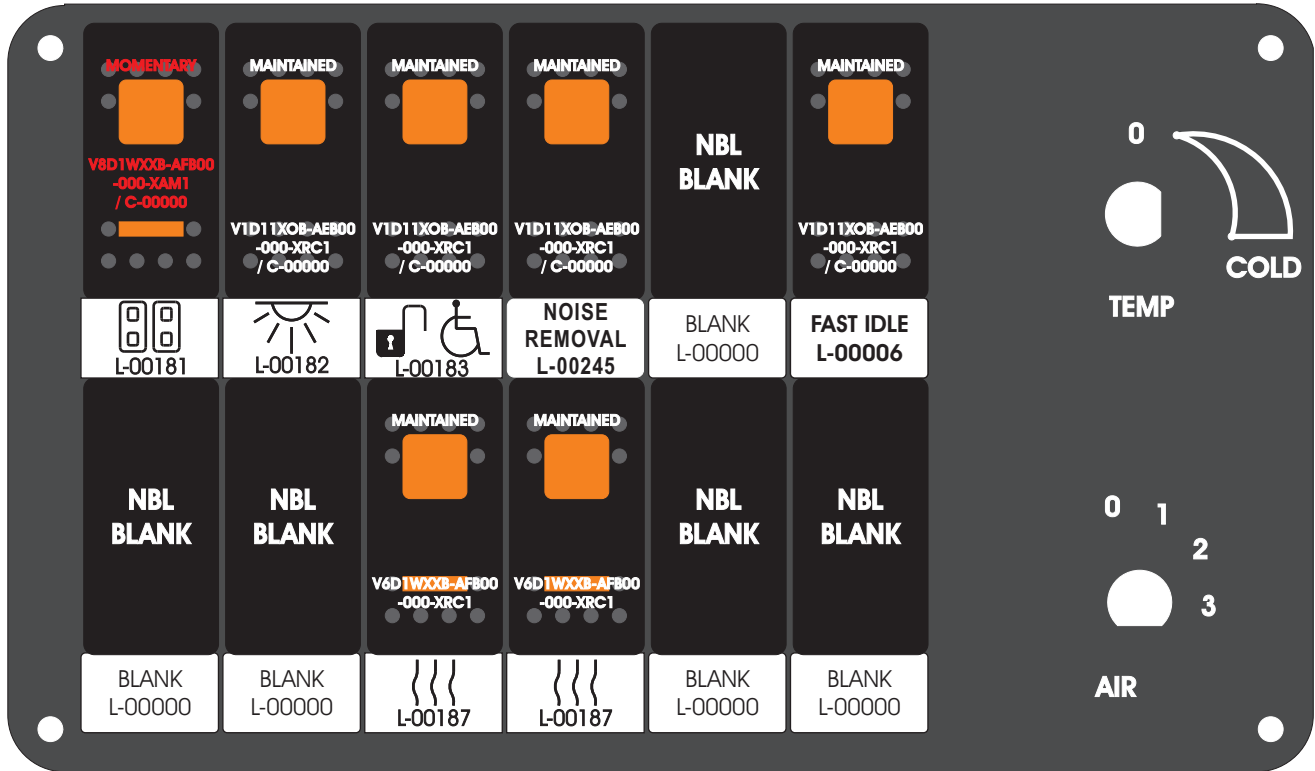 MOMENTARY
V8D1WXXB-AFB00
-000-XAM1
/ C-00000
L-00181
MAINTAINED
V1D11XOB-AEB00
-000-XRC1
/ C-00000
L-00182
MAINTAINED
V1D11XOB-AEB00
-000-XRC1
/ C-00000
L-00183
MAINTAINED
V1D11XOB-AEB00
-000-XRC1
/ C-00000
NOISE
REMOVAL
L-00245
NBL
BLANK
BLANK
L-00000
MAINTAINED
V1D11XOB-AEB00
-000-XRC1
/ C-00000
FAST IDLE
L-00006
0
COLD
TEMP
NBL
BLANK
BLANK
L-00000
NBL
BLANK
BLANK
L-00000
MAINTAINED
V6D1WXXB-AFB00
-000-XRC1
L-00187
MAINTAINED
V6D1WXXB-AFB00
-000-XRC1
L-00187
NBL
BLANK
BLANK
L-00000
NBL
BLANK
BLANK
L-00000
0
1
2
3
AIR